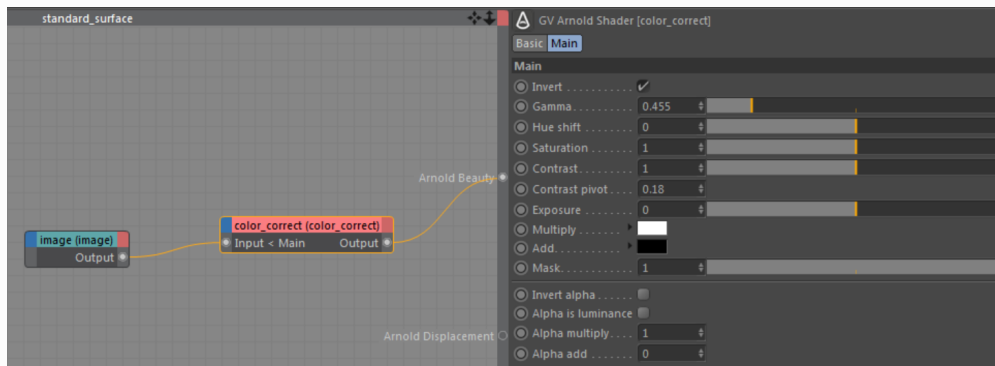 standard_surface
Arnold Beauty
color_correct (color_correct)
Input < Main Output
image (image)
Output
Arnold Displacement
GV Arnold Shader [color_correct]
Basic Main
Main
Invert . . . . . . . . . . .
Gamma . . . . . . . . . 0.455
Hue shift . . . . . . . 0
Saturation . . . . . . 1
Contrast . . . . . . . . 1
Contrast pivot . . . . 0.18
Exposure . . . . . . . 0
Multiply . . . . . . .
Add. . . . . . . . . . .
Mask. . . . . . . . . . . 1
Invert alpha . . . . . .
Alpha is luminance
Alpha multiply. . . . 1
Alpha add . . . . . . . 0